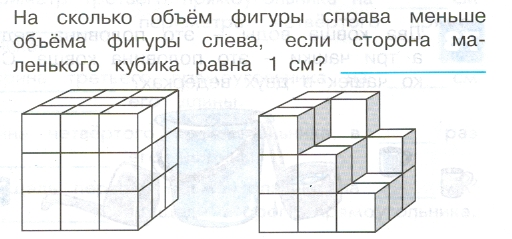 На сколько объём фигуры справа меньше
объёма фигуры слева, если сторона ма-
ленького кубика равна 1 см?